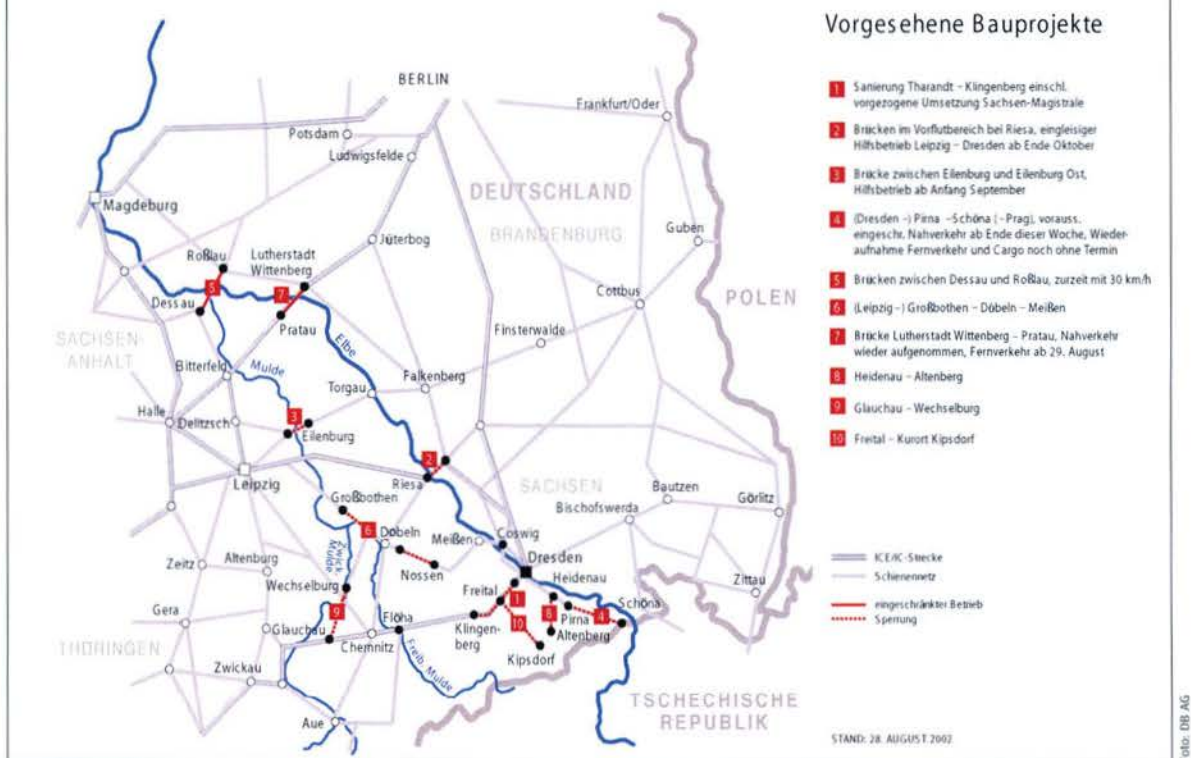 Vorgesehene Bauprojekte
1 Sanierung Tharandt – Klingenberg einschl.
vorgezogene Umsetzung Sachsen-Magistrale
2 Brücken im Vorflutbereich bei Riesa, eingleisiger
Hilfsbetrieb Leipzig – Dresden ab Ende Oktober
3 Brücke zwischen Eilenburg und Eilenburg Ost,
Hilfsbetrieb ab Anfang September
4 (Dresden –) Pirna – Schöna (– Prag), vorauss.
eingeschr. Nahverkehr ab Ende dieser Woche, Wieder-
aufnahme Fernverkehr und Cargo noch ohne Termin
5 Brücken zwischen Dessau und Roßlau, zurzeit mit 30 km/h
6 (Leipzig –) Großbothen – Döbeln – Meißen
7 Brücke Lutherstadt Wittenberg – Pratau, Nahverkehr
wieder aufgenommen, Fernverkehr ab 29. August
8 Heidenau – Altenberg
9 Glauchau – Wechselburg
10 Freital – Kurort Kipsdorf
ICE/IC-Strecke
Schienennetz
eingeschränkter Betrieb
Sperrung
STAND: 28. AUGUST 2002
Foto: DB AG
BERLIN
Frankfurt/Oder
Potsdam
Ludwigsfelde
DEUTSCHLAND
Magdeburg
BRANDENBURG
Guben
Jüterbog
Roßlau
Lutherstadt
Wittenberg
5
7
Dessau
Pratau
Cottbus
POLEN
SACHSEN-
ANHALT
Elbe
Finsterwalde
Bitterfeld
Mulde
Torgau
Falkenberg
Halle
Delitzsch
3
Eilenburg
2
Leipzig
Riesa
SACHSEN
Bautzen
Görlitz
Großbothen
Bischofswerda
6
Döbeln
Meißen
Coswig
Zwick.
Mulde
Dresden
Zeitz
Altenburg
Nossen
Heidenau
Zittau
Wechselburg
Freital
1
Schöna
Gera
9
8
Pirna
4
Glauchau
Flöha
Klingen-
berg
10
Altenberg
THÜRINGEN
Chemnitz
Kipsdorf
Zwickau
Freib. Mulde
TSCHECHISCHE
REPUBLIK
Aue